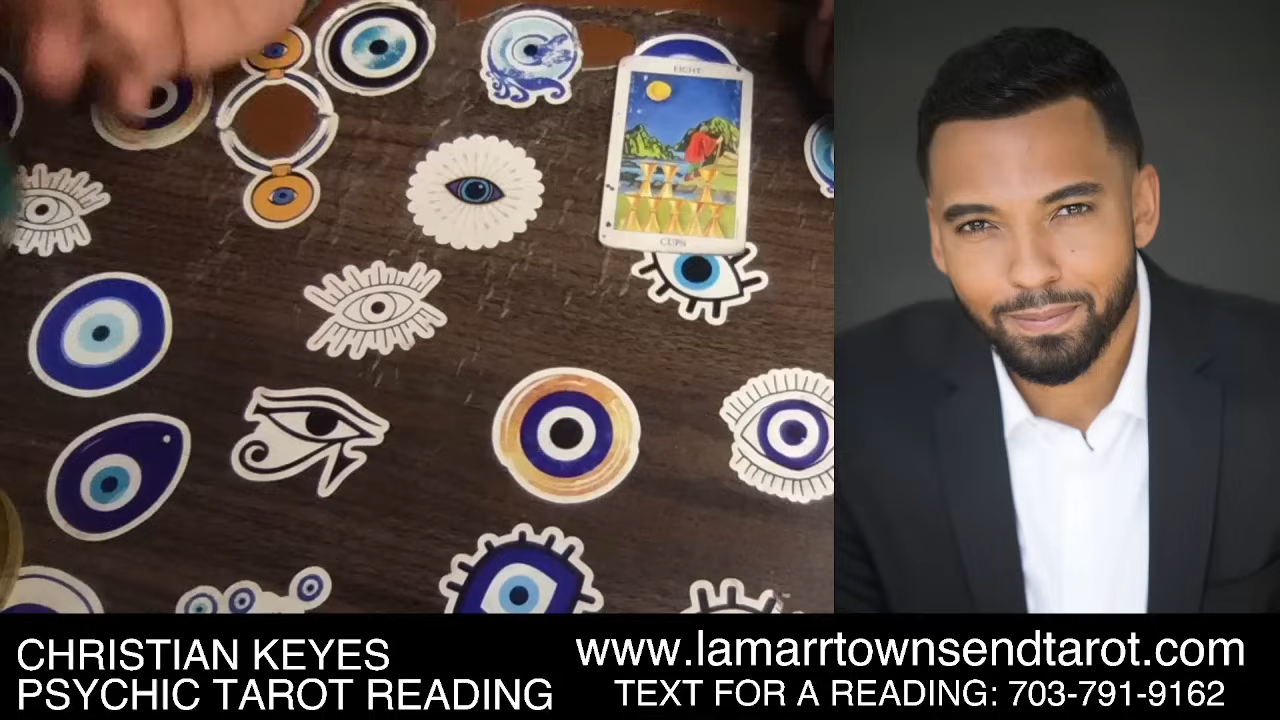 EIGHT
CUPS
CHRISTIAN KEYES
PSYCHIC TAROT READING
www.lamarrtownsendtarot.com
TEXT FOR A READING: 703-791-9162